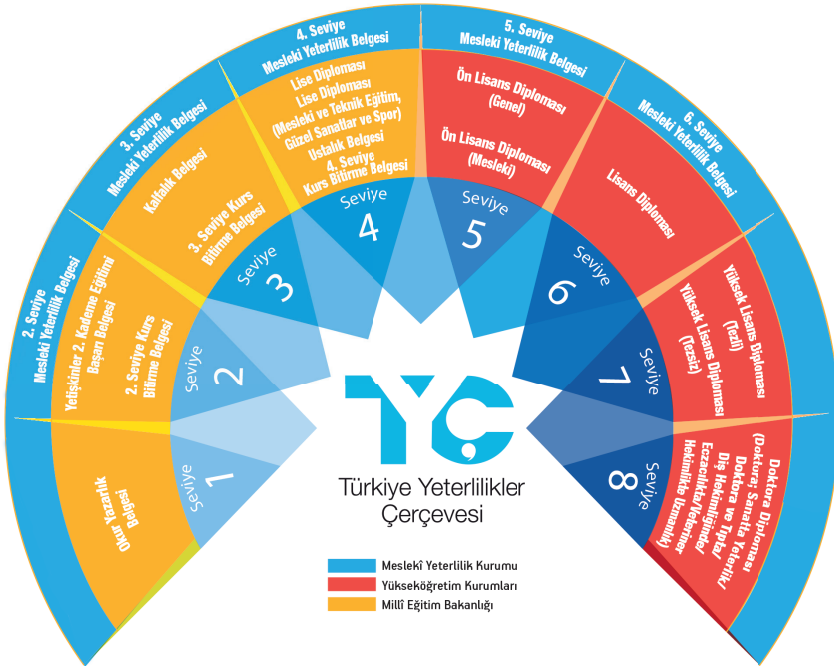 2. Seviye
Mesleki Yeterlilik Belgesi
3. Seviye
Mesleki Yeterlilik Belgesi
4. Seviye
Mesleki Yeterlilik Belgesi
5. Seviye
Mesleki Yeterlilik Belgesi
6. Seviye
Mesleki Yeterlilik Belgesi
Okur Yazarlık
Belgesi
Seviye
1
Yetişkinler 2. Kademe Eğitimi
Başarı Belgesi
2. Seviye Kurs
Bitirme Belgesi
Seviye
2
Kalfalık Belgesi
3. Seviye Kurs
Bitirme Belgesi
Seviye
3
Lise Diploması
Lise Diploması
(Mesleki ve Teknik Eğitim,
Güzel Sanatlar ve Spor)
Ustalık Belgesi
4. Seviye
Kurs Bitirme Belgesi
Seviye
4
Ön Lisans Diploması
(Genel)
Ön Lisans Diploması
(Mesleki)
Seviye
5
Lisans Diploması
Seviye
6
Yüksek Lisans Diploması
(Tezli)
Yüksek Lisans Diploması
(Tezsiz)
Seviye
7
Doktora Diploması
(Doktora; Sanatta Yeterlik/
Doktora ve Tıpta/
Diş Hekimliğinde/
Eczacılıkta/Veteriner
Hekimlikte Uzmanlık)
Seviye
8
TYÇ
Türkiye Yeterlilikler
Çerçevesi
Meslekî Yeterlilik Kurumu
Yükseköğretim Kurumları
Millî Eğitim Bakanlığı